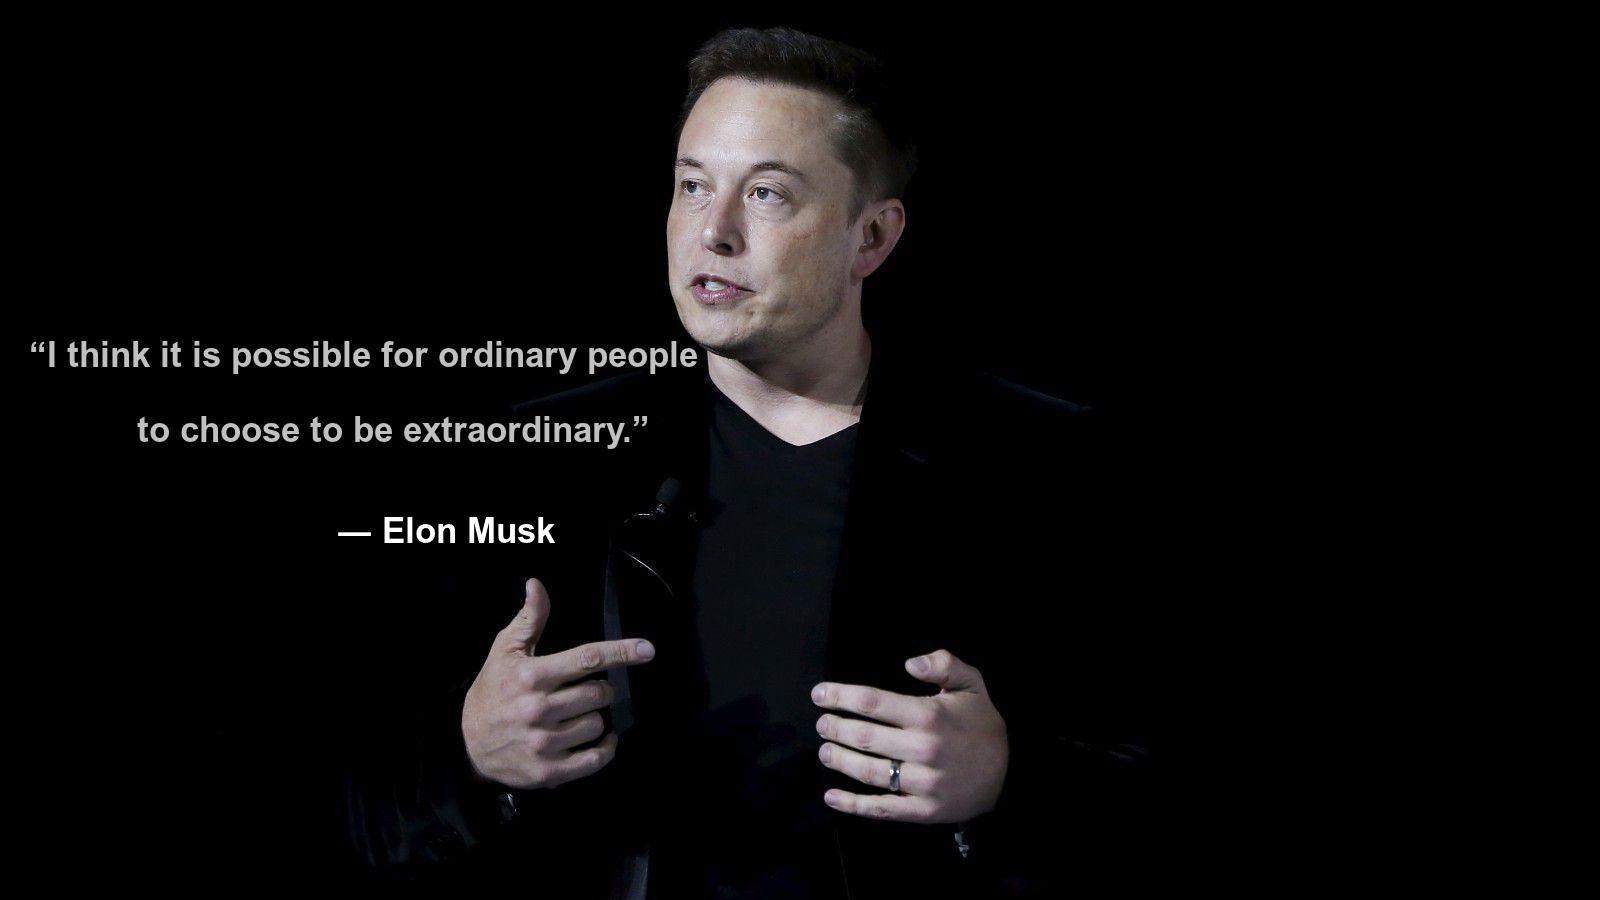 “I think it is possible for ordinary people
to choose to be extraordinary.”
— Elon Musk